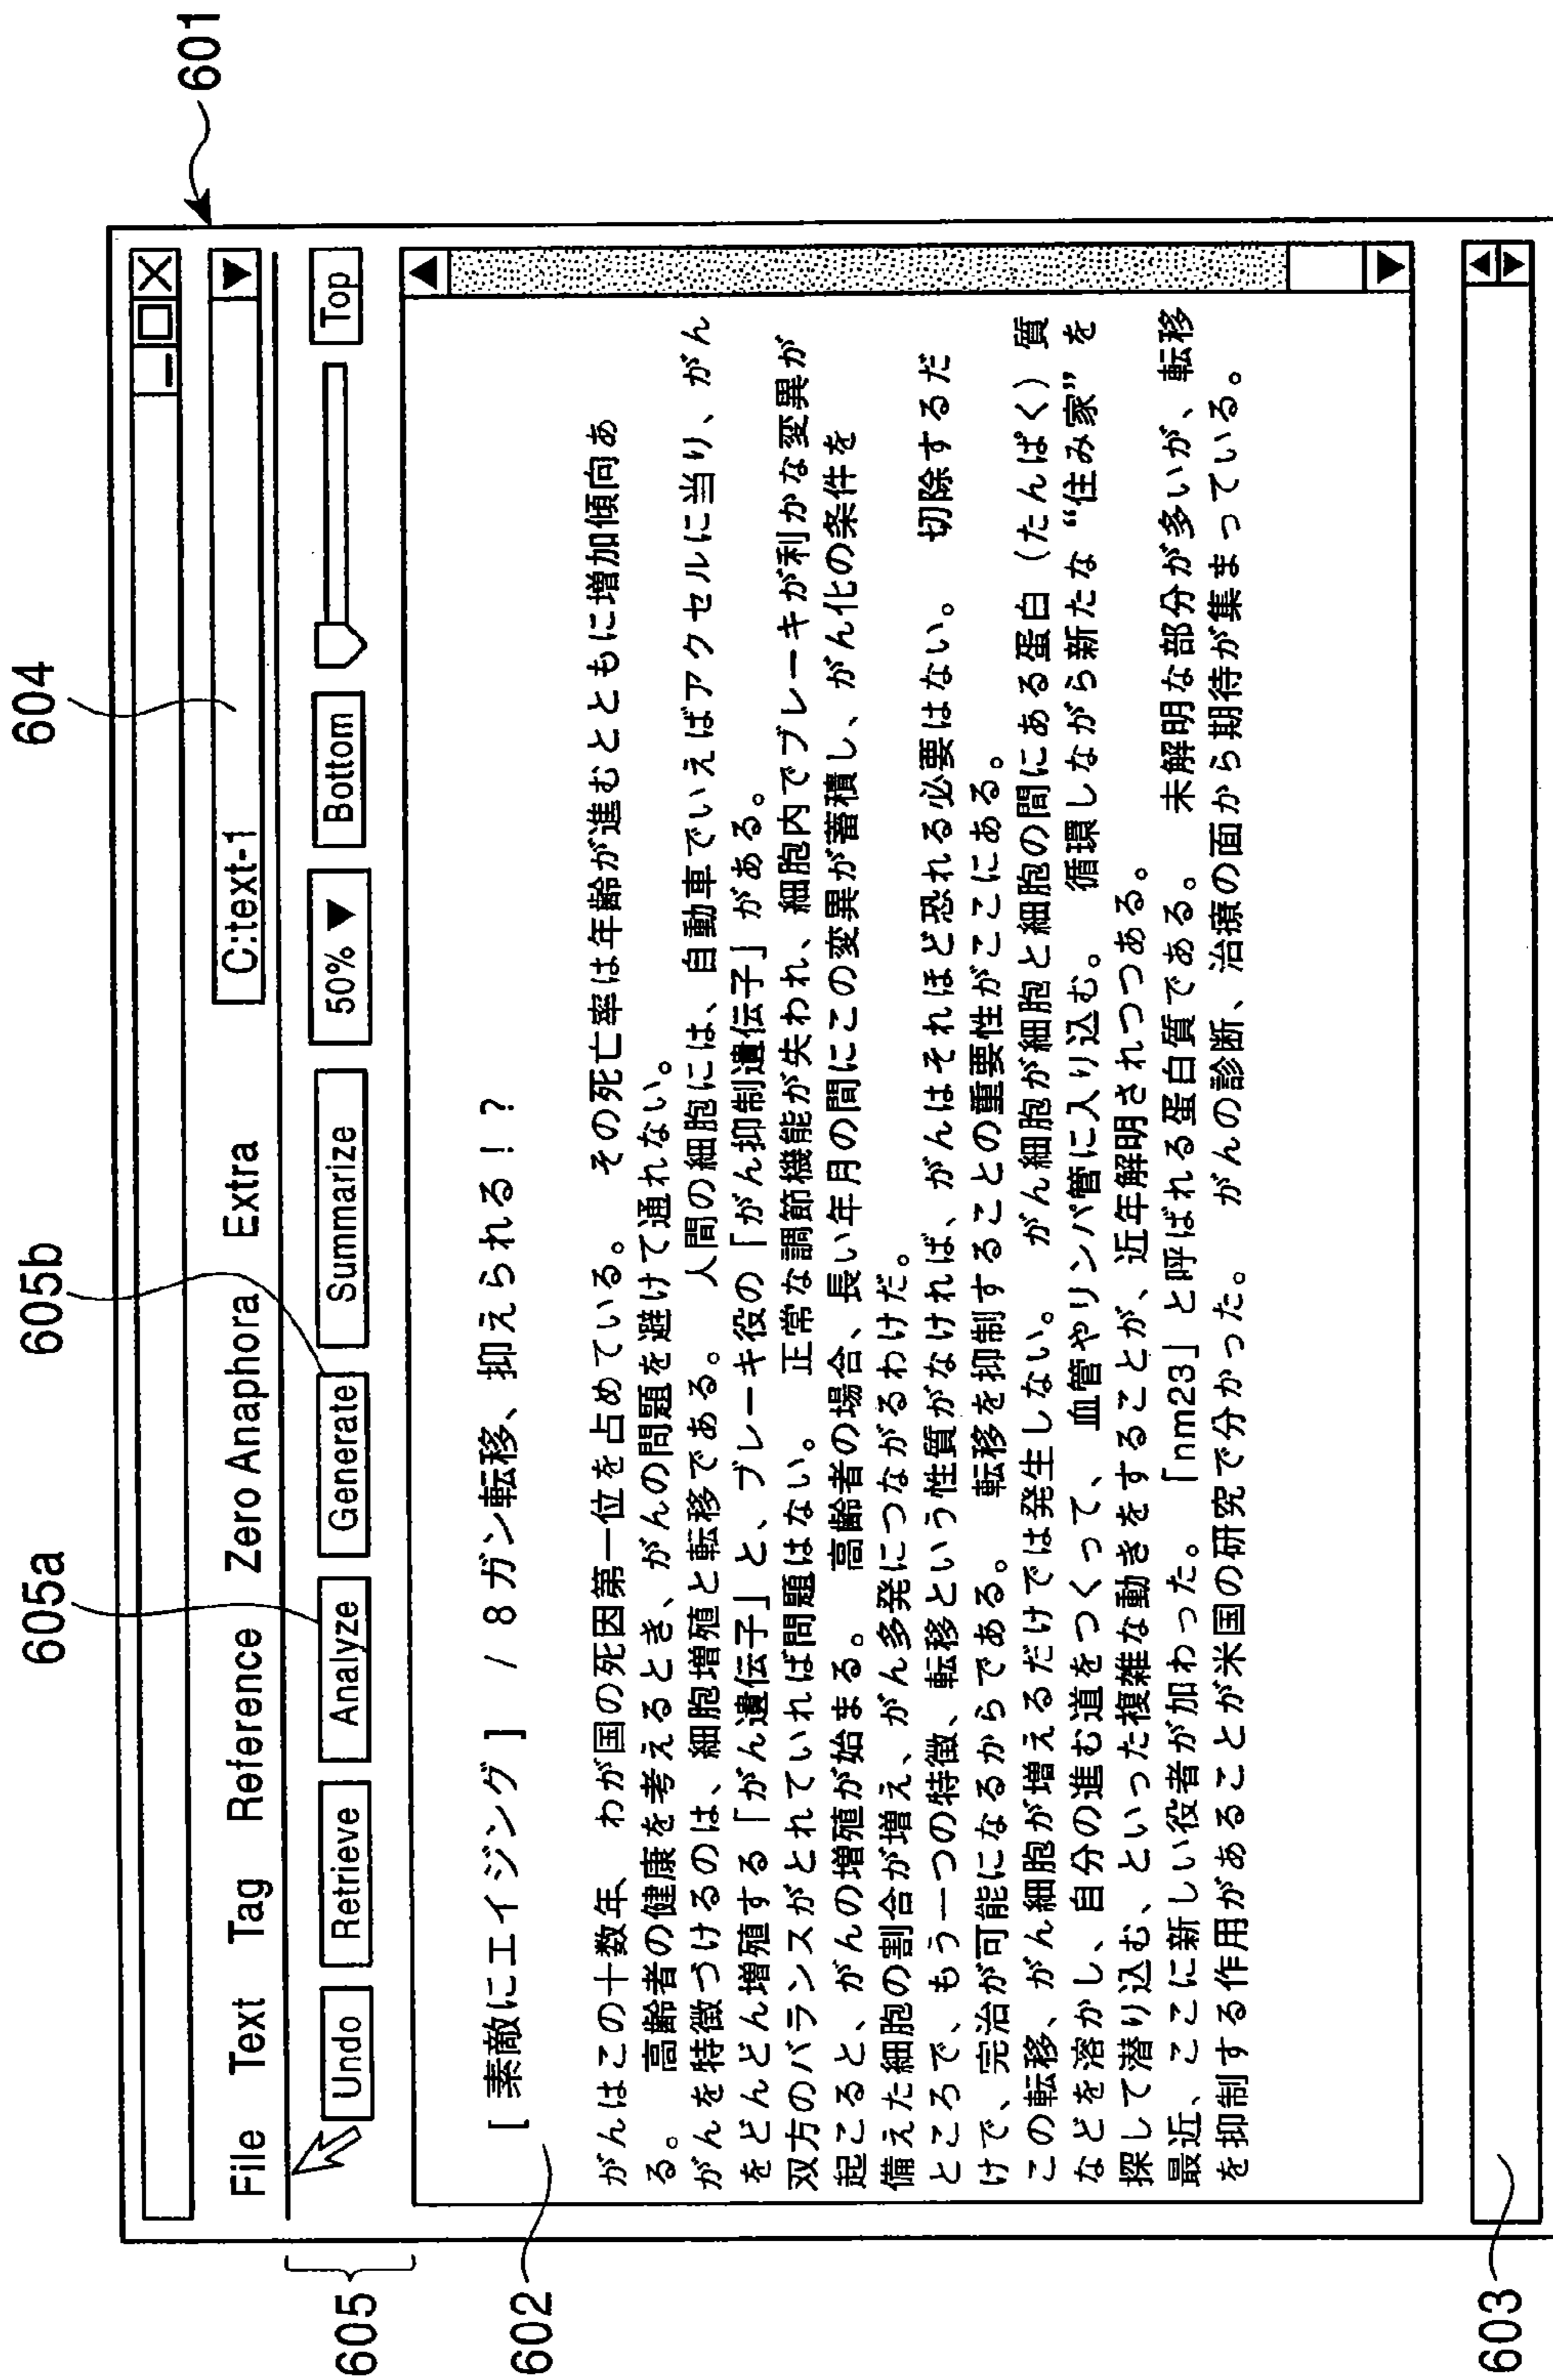 601
604
605b
605a
File Text Tag Reference Zero Anaphora Extra
C:text-1
Undo Retrieve Analyze Generate Summarize 50% ▼ Bottom Top
605
602
[ 素敵にエイジング ] / 8 ガン転移、抑えられる！？
がんはこの十数年、わが国の死因第一位を占めている。 その死亡率は年齢が進むとともに増加傾向あ
る。 高齢者の健康を考えるとき、がんの問題を避けて通れない。
がんを特徴づけるのは、細胞増殖と転移である。 人間の細胞には、自動車でいえばアクセルに当り、がん
をどんどん増殖する「がん遺伝子」と、ブレーキ役の「がん抑制遺伝子」がある。
双方のバランスがとれていれば問題はない。 正常な調節機能が失われ、細胞内でブレーキが利かな変異が
起こると、がんの増殖が始まる。 高齢者の場合、長い年月の間にこの変異が蓄積し、がん化の条件を
備えた細胞の割合が増え、がん多発につながるわけだ。
ところで、もう一つの特徴、転移という性質がなければ、がんはそれほど恐れる必要はない。 切除するだ
けで、完治が可能になるからである。 転移を抑制することの重要性がここにある。
この転移、がん細胞が増えるだけでは発生しない。 がん細胞が細胞と細胞の間にある蛋白（たんぱく）質
などを溶かし、自分の進む道をつくって、血管やリンパ管に入り込む。 循環しながら新たな“住み家”を
探して潜り込む、といった複雑な動きをすることが、近年解明されつつある。
最近、ここに新しい役者が加わった。 「nm23」と呼ばれる蛋白質である。 未解明な部分が多いが、転移
を抑制する作用があることが米国の研究で分かった。 がんの診断、治療の面から期待が集まっている。
603